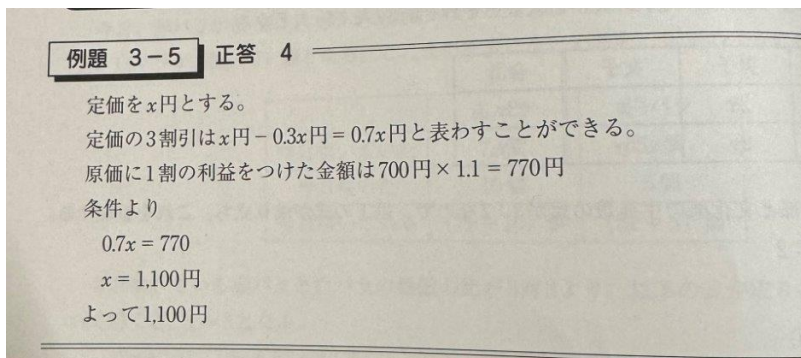 例題 3－5 正答 4
定価をx円とする。
定価の3割引はx円－0.3x円＝0.7x円と表わすことができる。
原価に1割の利益をつけた金額は700円×1.1＝770円
条件より
0.7x＝770
x＝1,100円
よって1,100円